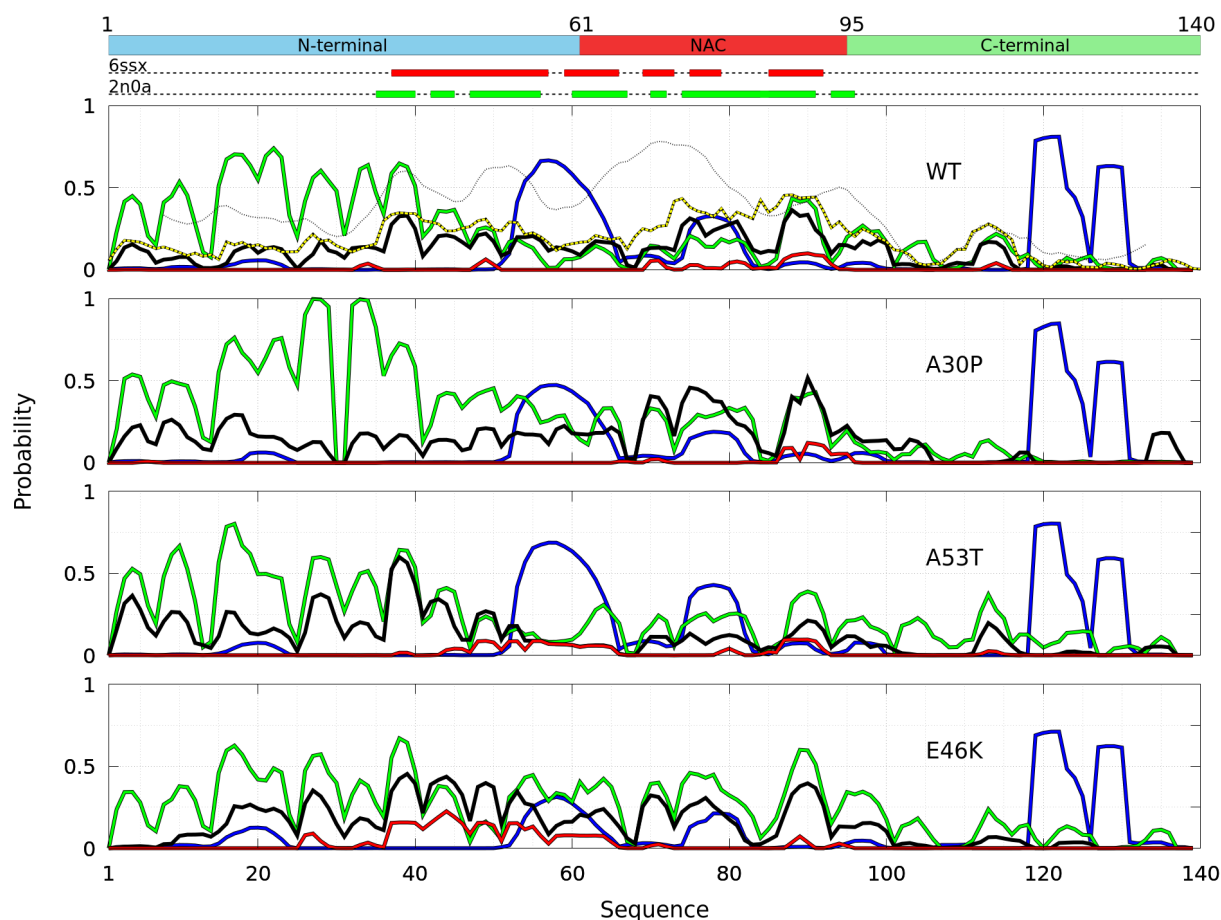 1 61 95 140
N-terminal NAC C-terminal
6ssx
2n0a
1
WT
0.5
0
1
A30P
0.5
0
1
A53T
0.5
0
1
E46K
0.5
0
1 20 40 60 80 100 120 140
Probability
Sequence